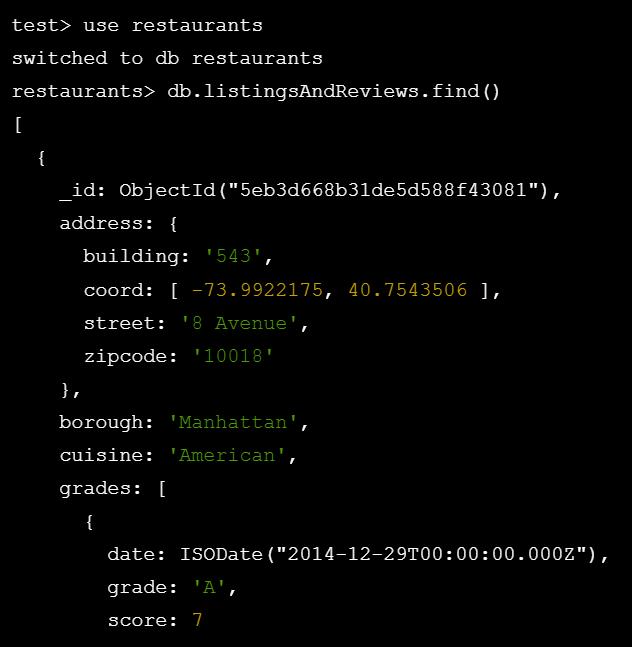 test> use restaurants
switched to db restaurants
restaurants> db.listingsAndReviews.find()
[
  {
    _id: ObjectId("5eb3d668b31de5d588f43081"),
    address: {
      building: '543',
      coord: [ -73.9922175, 40.7543506 ],
      street: '8 Avenue',
      zipcode: '10018'
    },
    borough: 'Manhattan',
    cuisine: 'American',
    grades: [
      {
        date: ISODate("2014-12-29T00:00:00.000Z"),
        grade: 'A',
        score: 7